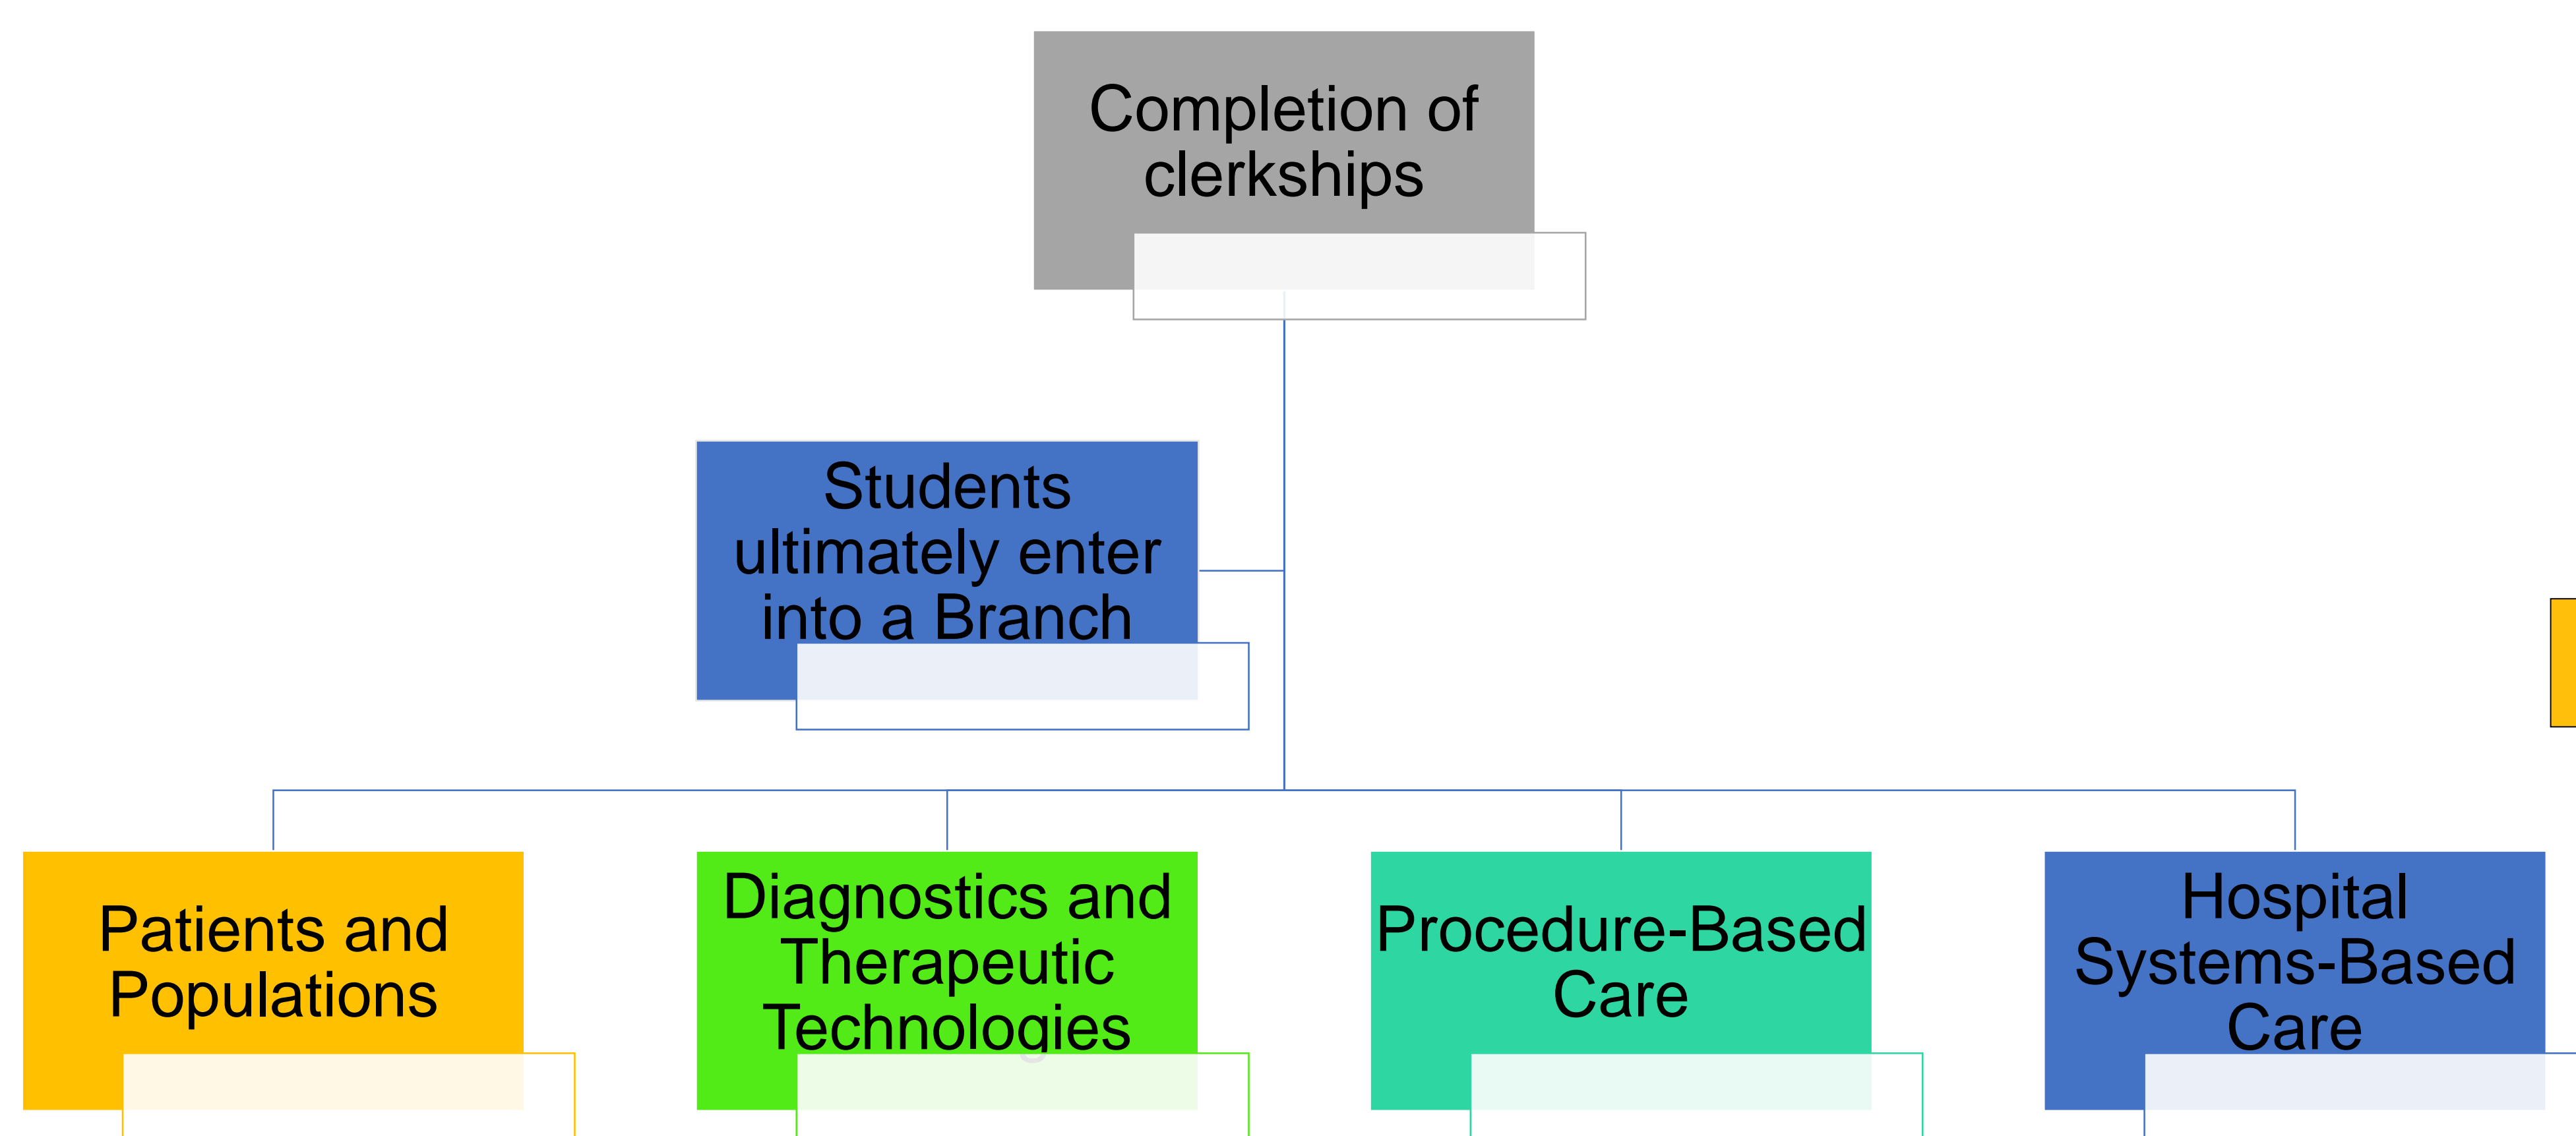 Completion of
clerkships
Students
ultimately enter
into a Branch
Patients and
Populations
Diagnostics and
Therapeutic
Technologies
Procedure-Based
Care
Hospital
Systems-Based
Care